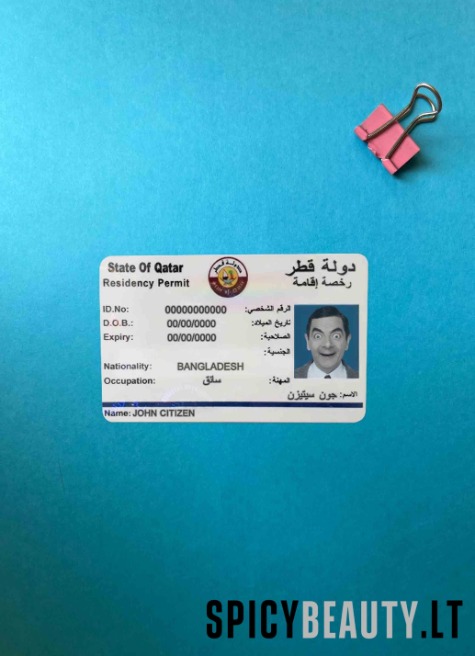 State Of Qatar دولة قطر
Residency Permit رخصة إقامة
ID.No: 00000000000 الرقم الشخصي:
D.O.B.: 00/00/0000 تاريخ الميلاد:
Expiry: 00/00/0000 الصلاحية:
الجنسية:
Nationality: BANGLADESH
Occupation: سائق المهنة:
الاسم: جون سيتيزن
Name: JOHN CITIZEN
SPICYBEAUTY.LT